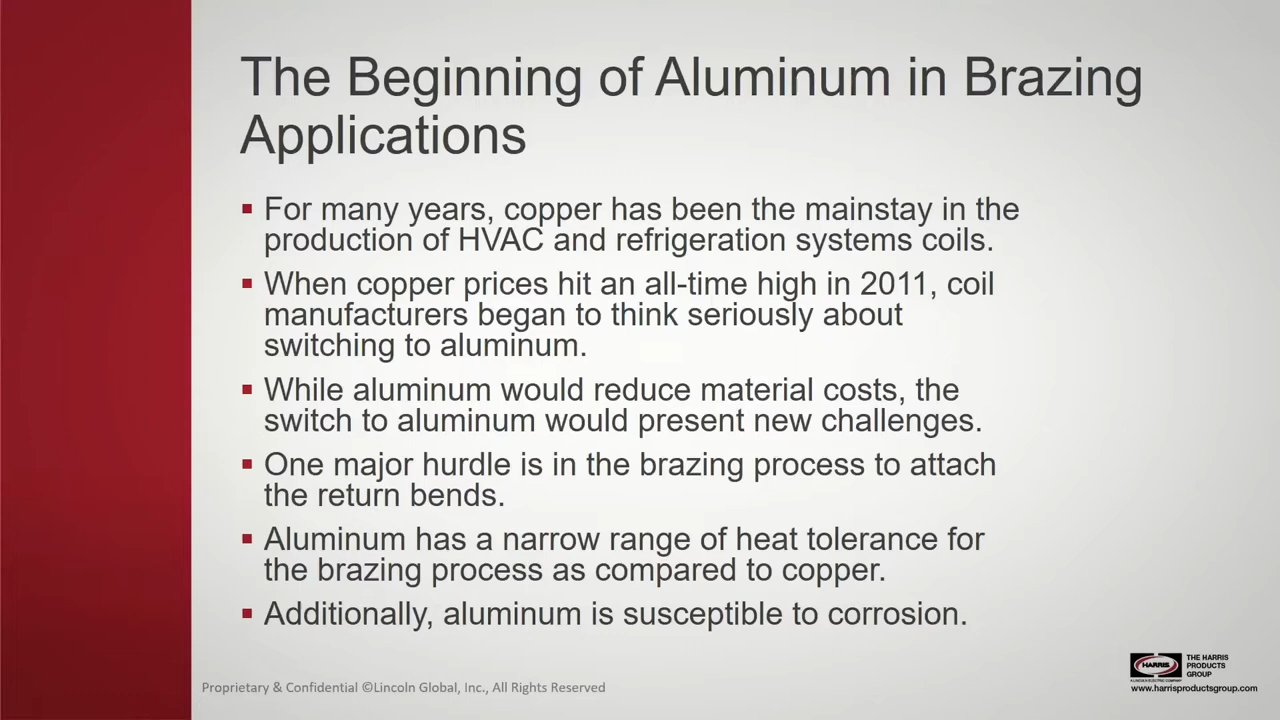 The Beginning of Aluminum in Brazing
Applications
▪ For many years, copper has been the mainstay in the
production of HVAC and refrigeration systems coils.
▪ When copper prices hit an all-time high in 2011, coil
manufacturers began to think seriously about
switching to aluminum.
▪ While aluminum would reduce material costs, the
switch to aluminum would present new challenges.
▪ One major hurdle is in the brazing process to attach
the return bends.
▪ Aluminum has a narrow range of heat tolerance for
the brazing process as compared to copper.
▪ Additionally, aluminum is susceptible to corrosion.
Proprietary & Confidential ©Lincoln Global, Inc., All Rights Reserved
HARRIS
A LINCOLN ELECTRIC COMPANY
THE HARRIS
PRODUCTS
GROUP
www.harrisproductsgroup.com